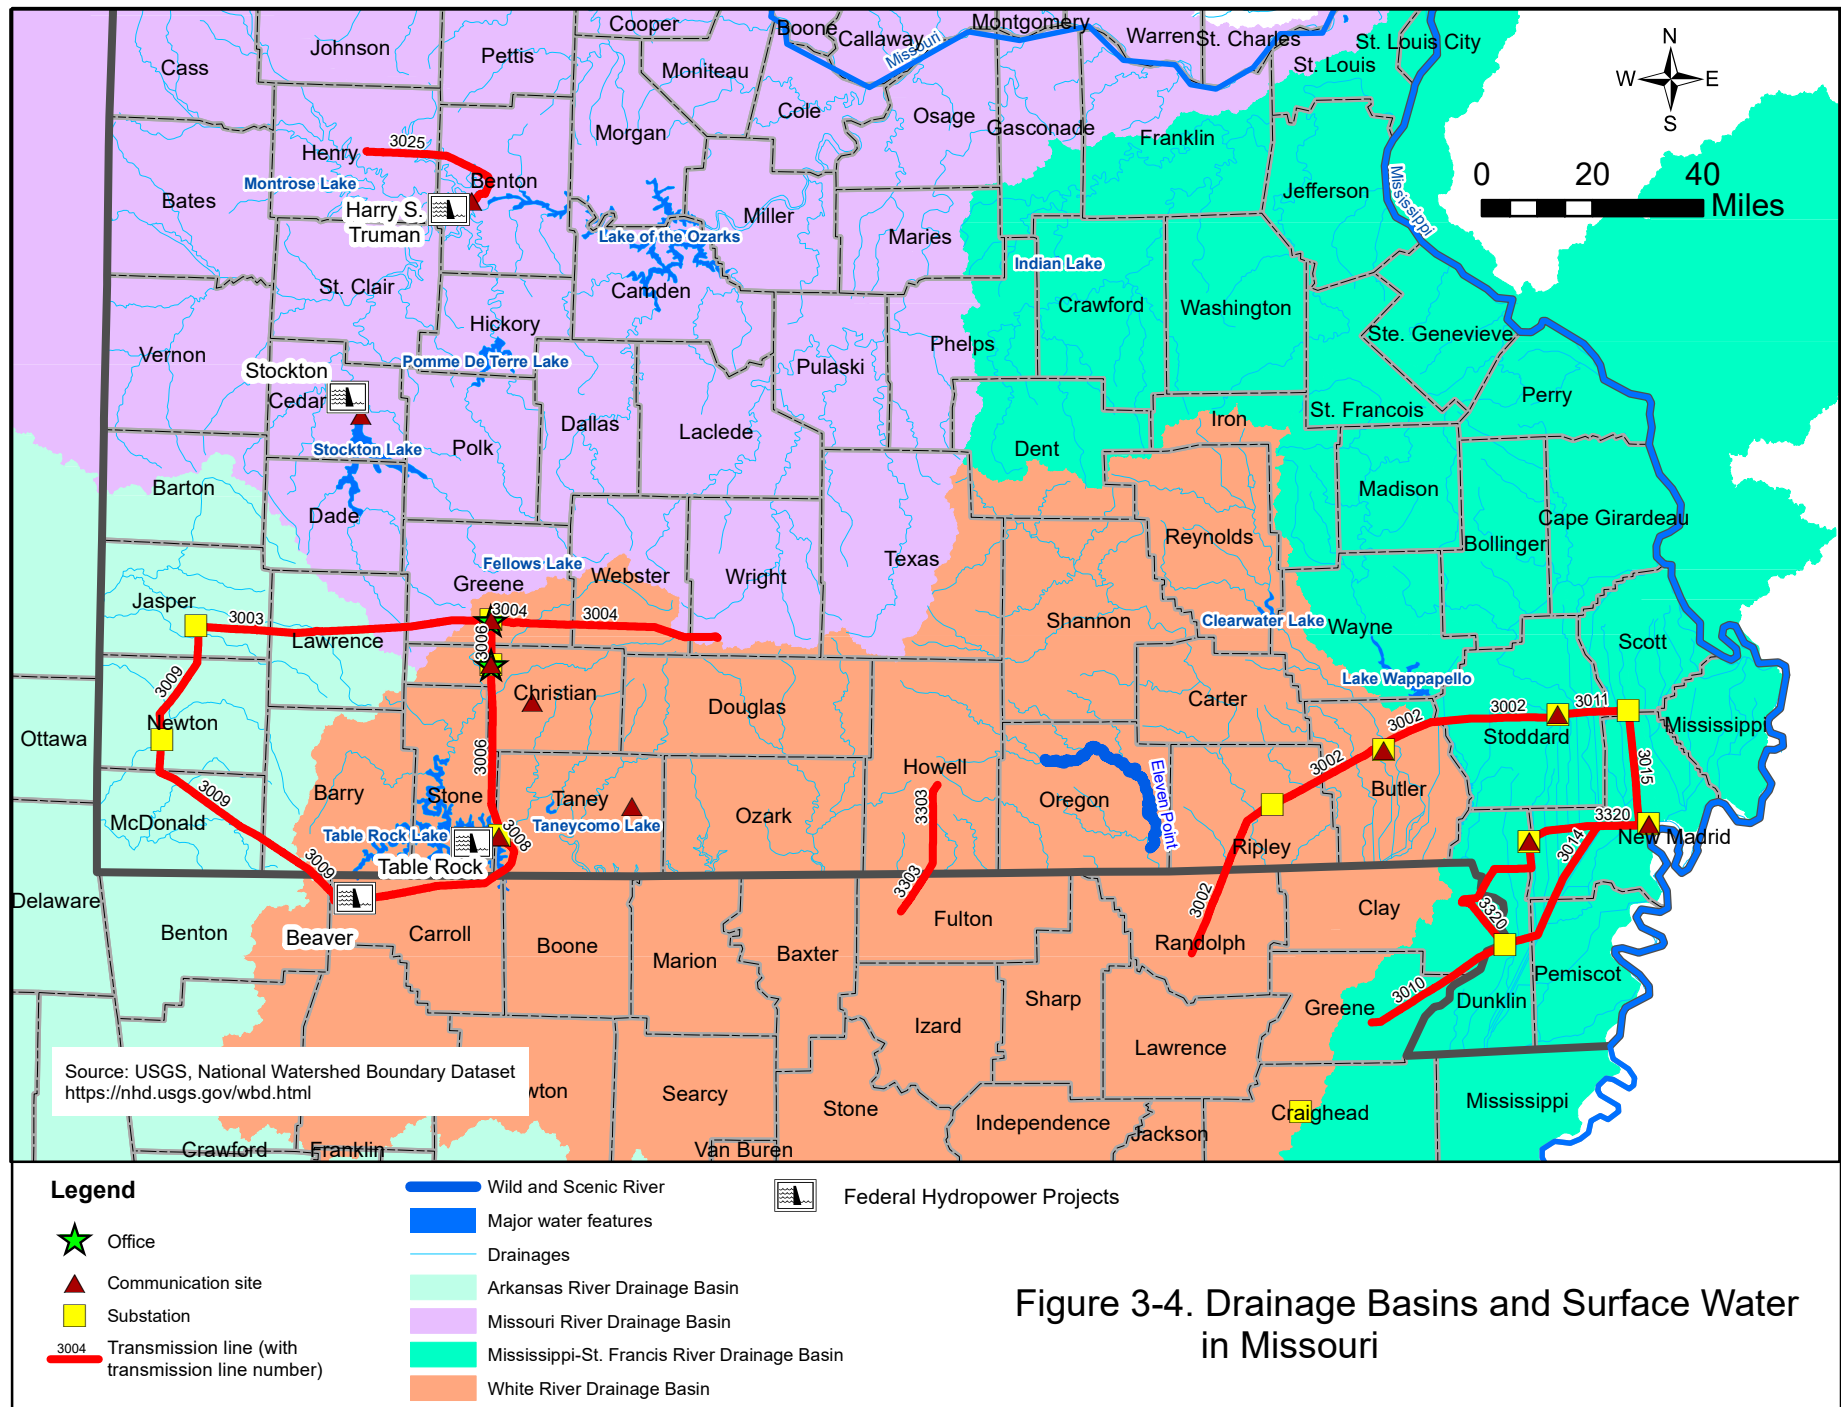 Cooper
Boone
Montgomery
Callaway
Missouri
Warren
St. Charles
St. Louis City
St. Louis
Johnson
Pettis
Cass
Moniteau
Cole
Osage
Gasconade
Franklin
Morgan
N
W
E
S
3025
Henry
Benton
Montrose Lake
Bates
Harry S.
Truman
Miller
Maries
Lake of the Ozarks
Jefferson
Mississippi
0 20 40
Miles
Indian Lake
St. Clair
Camden
Crawford
Washington
Hickory
Ste. Genevieve
Vernon
Pomme De Terre Lake
Phelps
Pulaski
Stockton
Cedar
Perry
St. Francois
Iron
Dallas
Laclede
Polk
Stockton Lake
Dent
Barton
Dade
Madison
Cape Girardeau
Bollinger
Reynolds
Texas
Fellows Lake
Greene
Webster
Wright
Jasper
3003
Lawrence
3004
3004
3006
Shannon
Clearwater Lake
Wayne
Scott
3009
Newton
Christian
Douglas
Carter
Lake Wappapello
3002
3002
3011
Stoddard
Mississippi
Ottawa
3006
Howell
3303
Oregon
Eleven Point
3002
Butler
3015
Barry
Stone
Taney
Ozark
3009
McDonald
Table Rock Lake
Taneycomo Lake
3008
Table Rock
Ripley
3320
3014
New Madrid
3009
3303
3002
Delaware
Benton
Beaver
Carroll
Boone
Marion
Baxter
Fulton
Randolph
Clay
3320
Pemiscot
3010
Dunklin
Greene
Sharp
Izard
Lawrence
Source: USGS, National Watershed Boundary Dataset
https://nhd.usgs.gov/wbd.html
wton
Searcy
Stone
Independence
Jackson
Craighead
Mississippi
Crawford
Franklin
Van Buren
Legend
Office
Communication site
Substation
3004
Transmission line (with
transmission line number)
Wild and Scenic River
Major water features
Drainages
Arkansas River Drainage Basin
Missouri River Drainage Basin
Mississippi-St. Francis River Drainage Basin
White River Drainage Basin
Federal Hydropower Projects
Figure 3-4. Drainage Basins and Surface Water
in Missouri